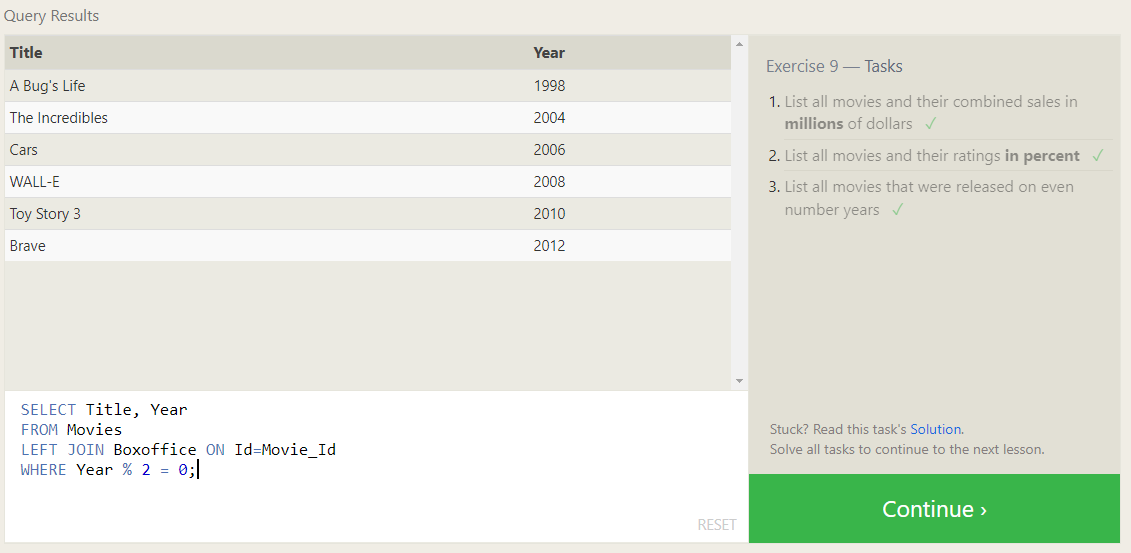 Query Results
Title Year
A Bug's Life 1998
The Incredibles 2004
Cars 2006
WALL-E 2008
Toy Story 3 2010
Brave 2012
SELECT Title, Year
FROM Movies
LEFT JOIN Boxoffice ON Id=Movie_Id
WHERE Year % 2 = 0;
RESET
Exercise 9 — Tasks
1. List all movies and their combined sales in
millions of dollars ✓
2. List all movies and their ratings in percent ✓
3. List all movies that were released on even
number years ✓
Stuck? Read this task's Solution.
Solve all tasks to continue to the next lesson.
Continue ›